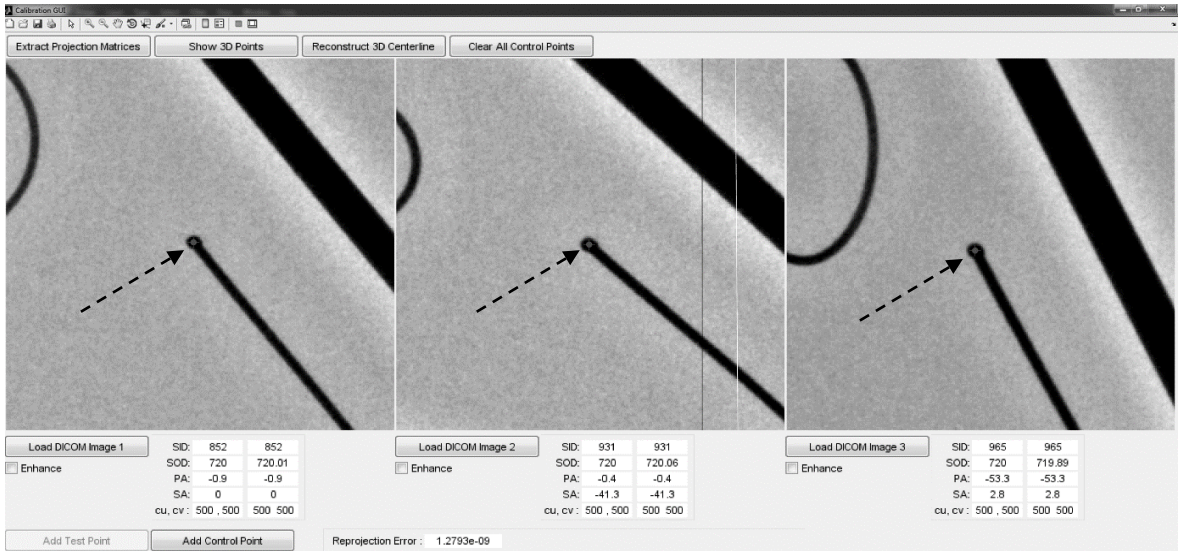 Calibration GUI
Extract Projection Matrices Show 3D Points Reconstruct 3D Centerline Clear All Control Points
Load DICOM Image 1 SID: 852 852 Load DICOM Image 2 SID: 931 931 Load DICOM Image 3 SID: 965 965
Enhance SOD: 720 720.01 Enhance SOD: 720 720.06 Enhance SOD: 720 719.89
PA: -0.9 -0.9 PA: -0.4 -0.4 PA: -53.3 -53.3
SA: 0 0 SA: -41.3 -41.3 SA: 2.8 2.8
cu, cv : 500 , 500 500 500 cu, cv : 500 , 500 500 500 cu, cv : 500 , 500 500 500
Add Test Point Add Control Point Reprojection Error : 1.2793e-09